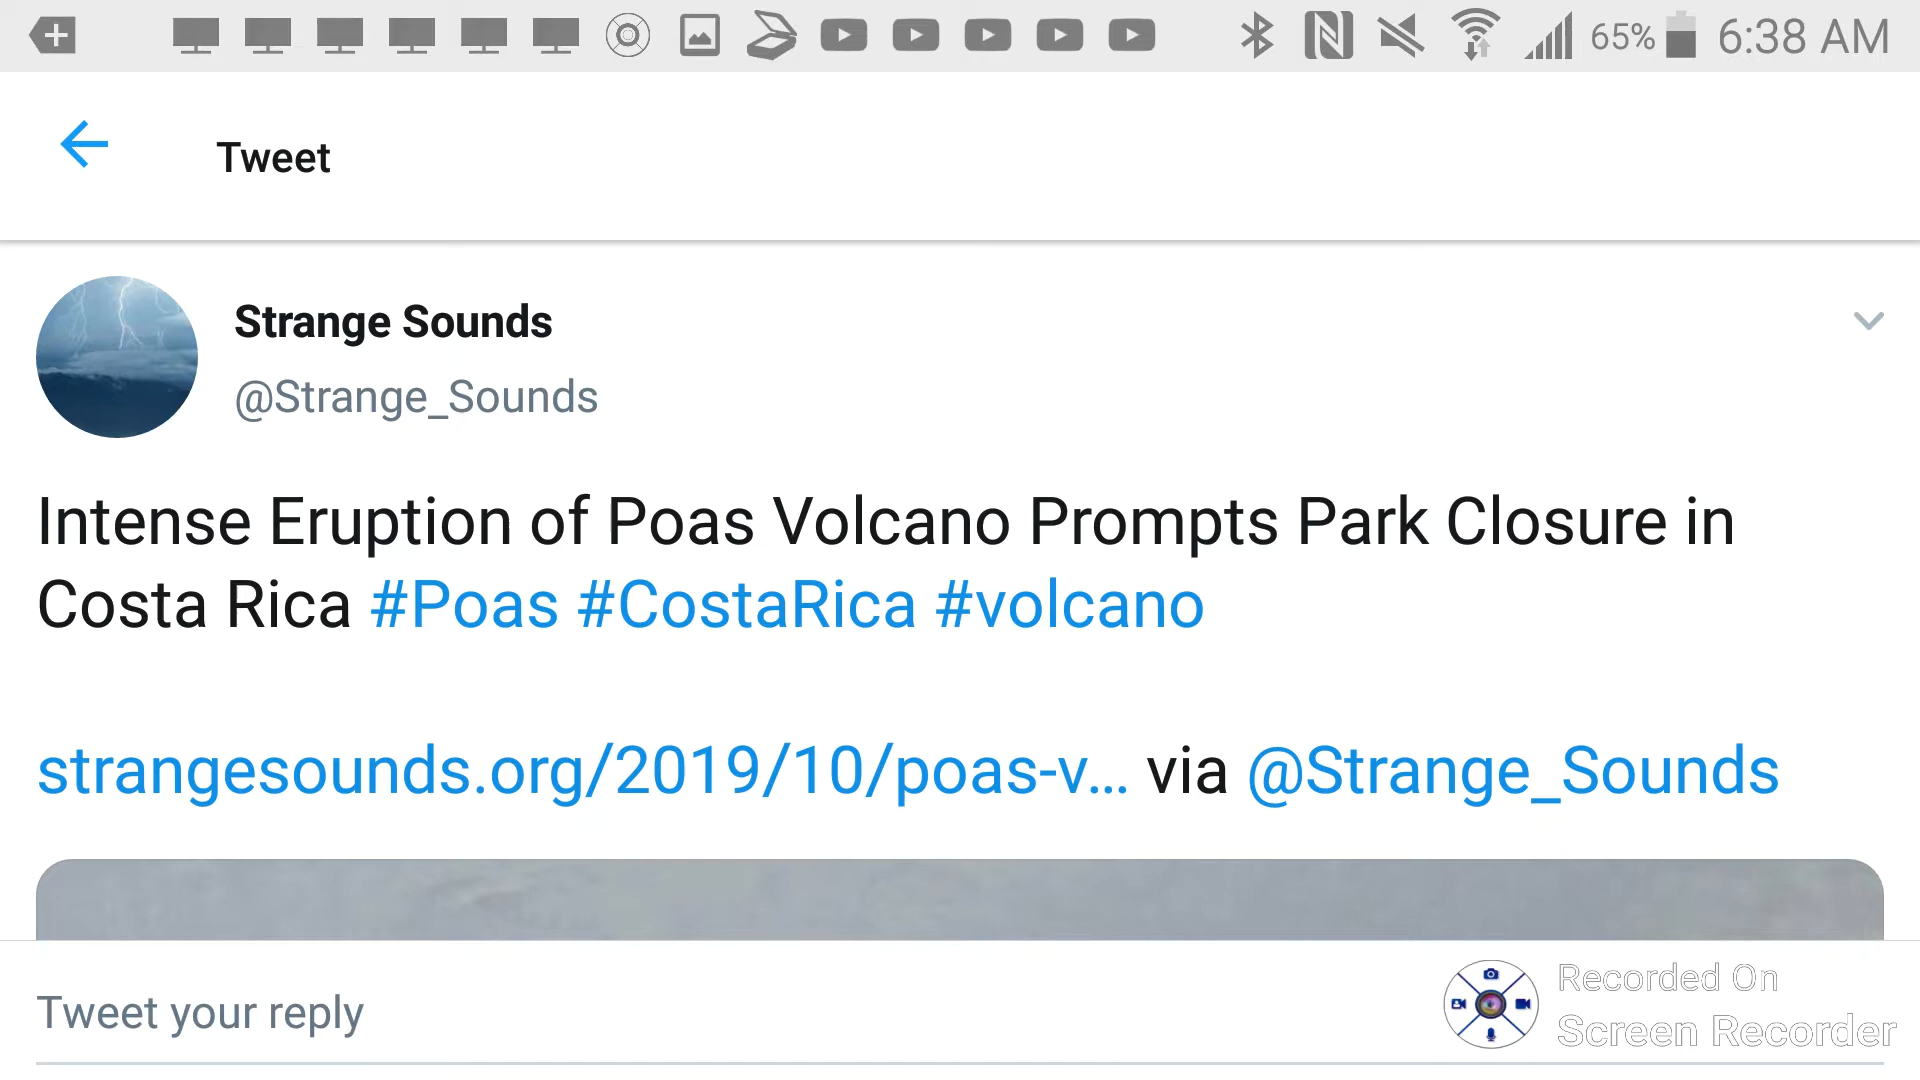 65% 6:38 AM
Tweet
Strange Sounds
@Strange_Sounds
Intense Eruption of Poas Volcano Prompts Park Closure in
Costa Rica #Poas #CostaRica #volcano
strangesounds.org/2019/10/poas-v... via @Strange_Sounds
Tweet your reply
Recorded On
Screen Recorder